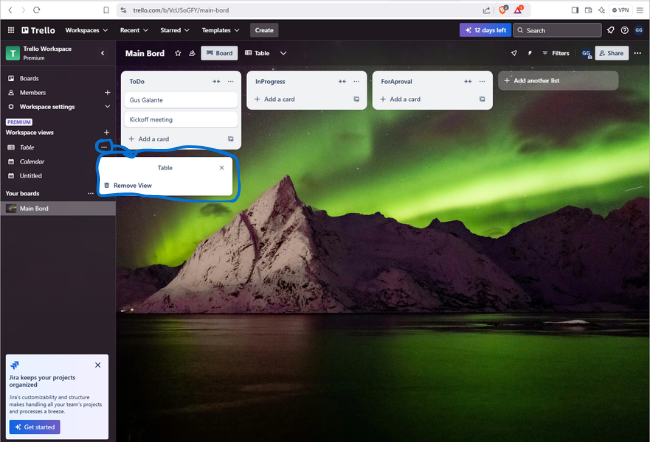 trello.com/b/VcUSoGFY/main-bord
VPN
Trello Workspaces Recent Starred Templates Create 12 days left Search GG
T Trello Workspace
Premium
Main Bord Board Table Filters GG Share
Boards
Members
Workspace settings
PREMIUM
Workspace views
Table
Calendar
Untitled
Your boards
Main Bord
ToDo
Gus Galante
Kickoff meeting
+ Add a card
InProgress
+ Add a card
ForAproval
+ Add a card
+ Add another list
Table
Remove View
Jira keeps your projects
organized
Jira's customizability and structure
makes handling all your team's projects
and processes a breeze.
Get started